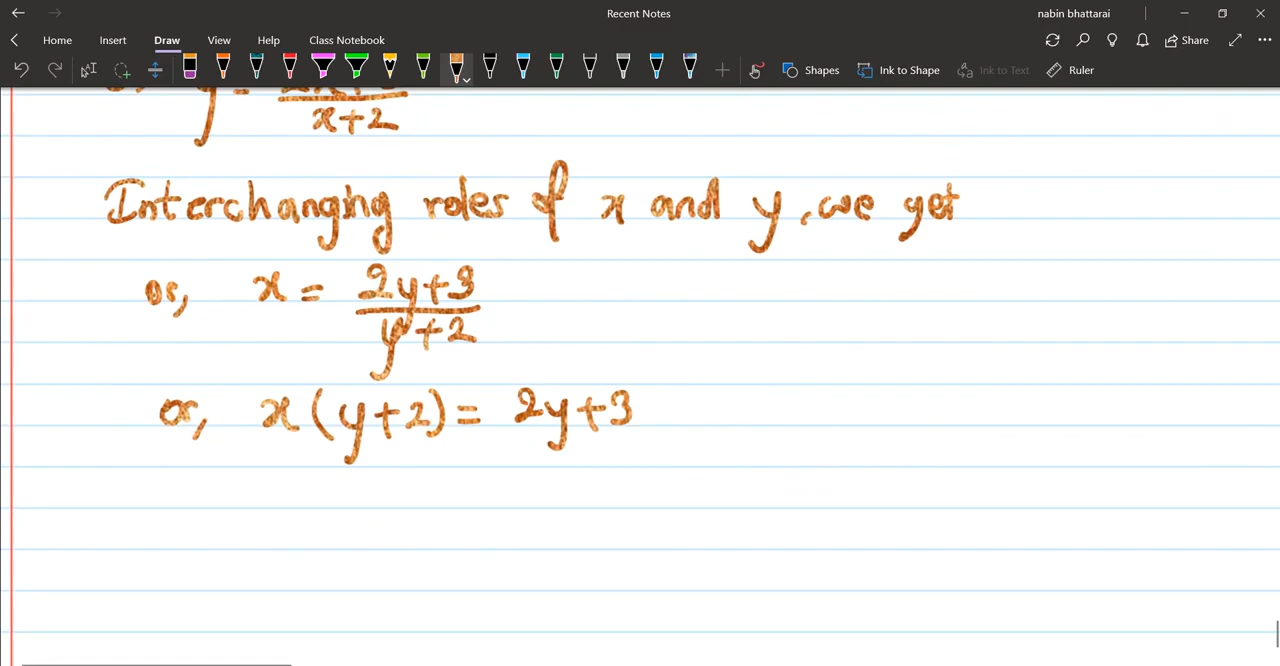 Recent Notes
nabin bhattarai
Home Insert Draw View Help Class Notebook
Share
Shapes Ink to Shape Ink to Text Ruler
y =
x+2
Interchanging roles of x and y, we get
or, x = 2y+3
y+2
or, x(y+2) = 2y+3